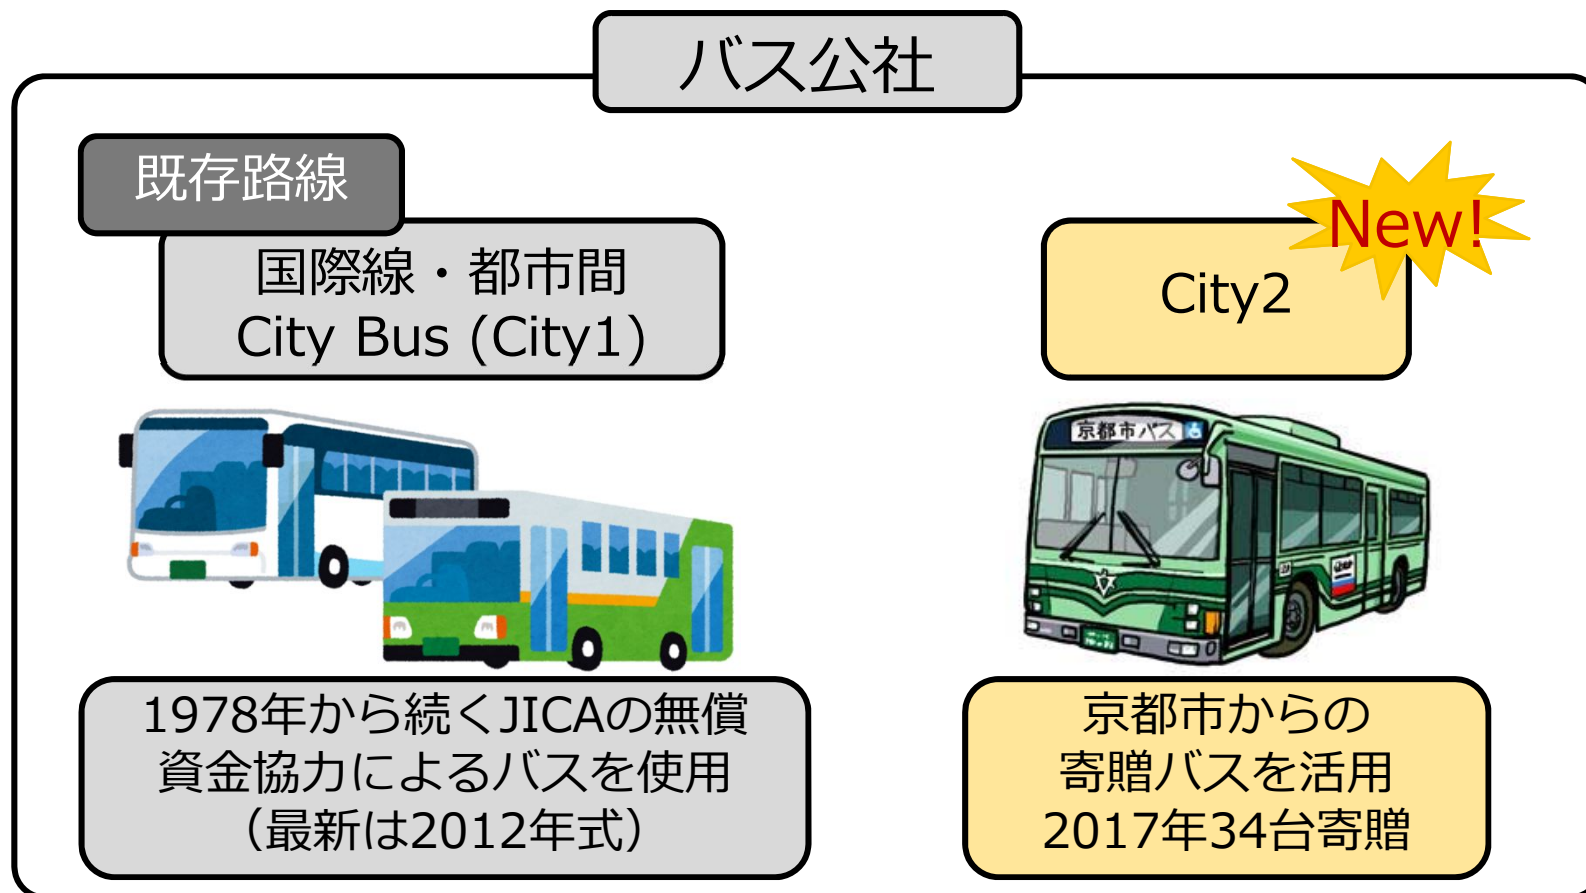 バス公社
既存路線
国際線・都市間
City Bus (City1)
New!
City2
京都市バス
1978年から続くJICAの無償
資金協力によるバスを使用
（最新は2012年式）
京都市からの
寄贈バスを活用
2017年34台寄贈